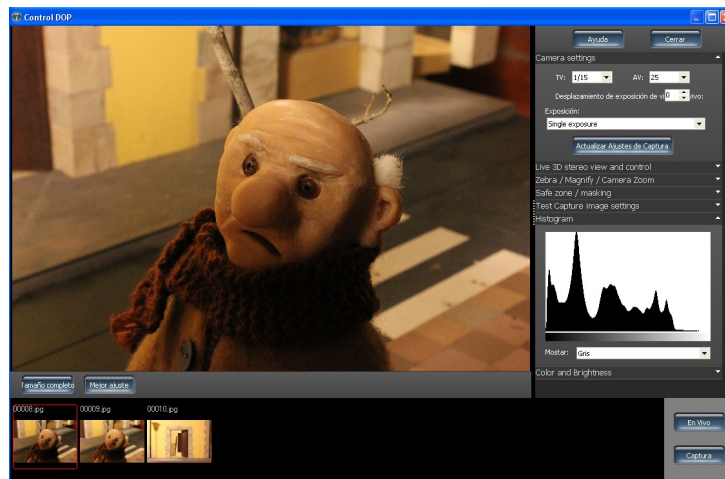 Control DOP
Ayuda Cerrar
Camera settings
TV: 1/15 AV: 25
Desplazamiento de exposición de vi 0 vivo:
Exposición:
Single exposure
Actualizar Ajustes de Captura
Live 3D stereo view and control
Zebra / Magnify / Camera Zoom
Safe zone / masking
Test Capture image settings
Histogram
Mostar: Gris
Color and Brightness
Tamaño completo Mejor ajuste
00008.jpg 00009.jpg 00010.jpg
En Vivo
Captura